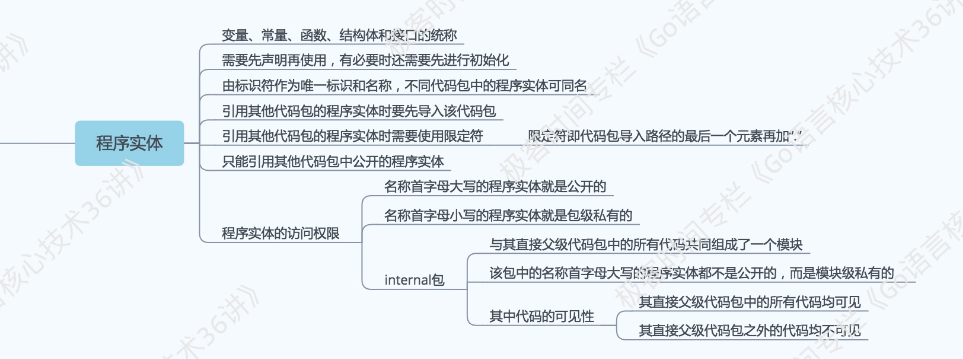 变量、常量、函数、结构体和接口的统称
需要先声明再使用，有必要时还需要先进行初始化
由标识符作为唯一标识和名称，不同代码包中的程序实体可同名
引用其他代码包的程序实体时要先导入该代码包
引用其他代码包的程序实体时需要使用限定符
限定符即代码包导入路径的最后一个元素再加“.”
程序实体
只能引用其他代码包中公开的程序实体
程序实体的访问权限
名称首字母大写的程序实体就是公开的
名称首字母小写的程序实体就是包级私有的
internal包
与其直接父级代码包中的所有代码共同组成了一个模块
该包中的名称首字母大写的程序实体都不是公开的，而是模块级私有的
其中代码的可见性
其直接父级代码包中的所有代码均可见
其直接父级代码包之外的代码均不可见
极客时间专栏《Go语言核心技术36讲》